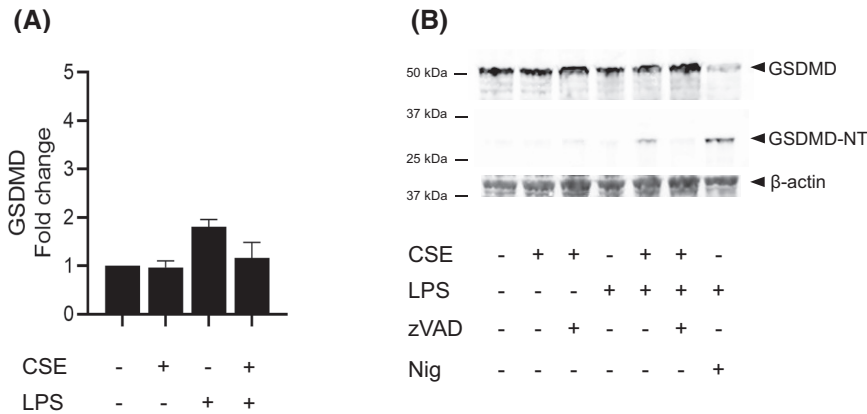 (A)
GSDMD
Fold change
5
4
3
2
1
0
CSE - + - +
LPS - - + +
(B)
50 kDa
GSDMD
37 kDa
GSDMD-NT
25 kDa
β-actin
37 kDa
CSE - + + - + + -
LPS - - - + + + +
zVAD - - + - - + -
Nig - - - - - - +